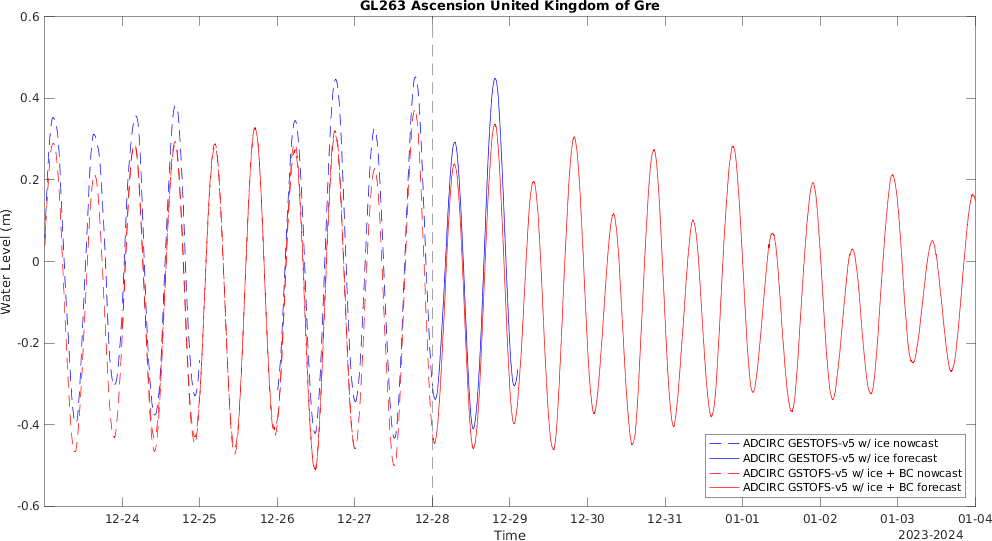 GL263 Ascension United Kingdom of Gre
0.6
0.4
0.2
0
-0.2
-0.4
-0.6
Water Level (m)
12-24 12-25 12-26 12-27 12-28 12-29 12-30 12-31 01-01 01-02 01-03 01-04
Time
2023-2024
ADCIRC GESTOFS-v5 w/ ice nowcast
ADCIRC GESTOFS-v5 w/ ice forecast
ADCIRC GSTOFS-v5 w/ ice + BC nowcast
ADCIRC GSTOFS-v5 w/ ice + BC forecast